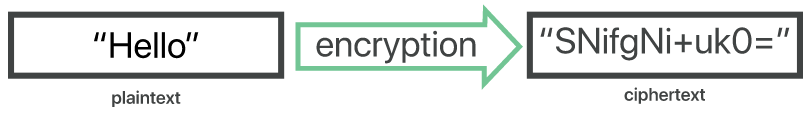 “Hello”
encryption
“SNifgNi+uk0=”
plaintext
ciphertext